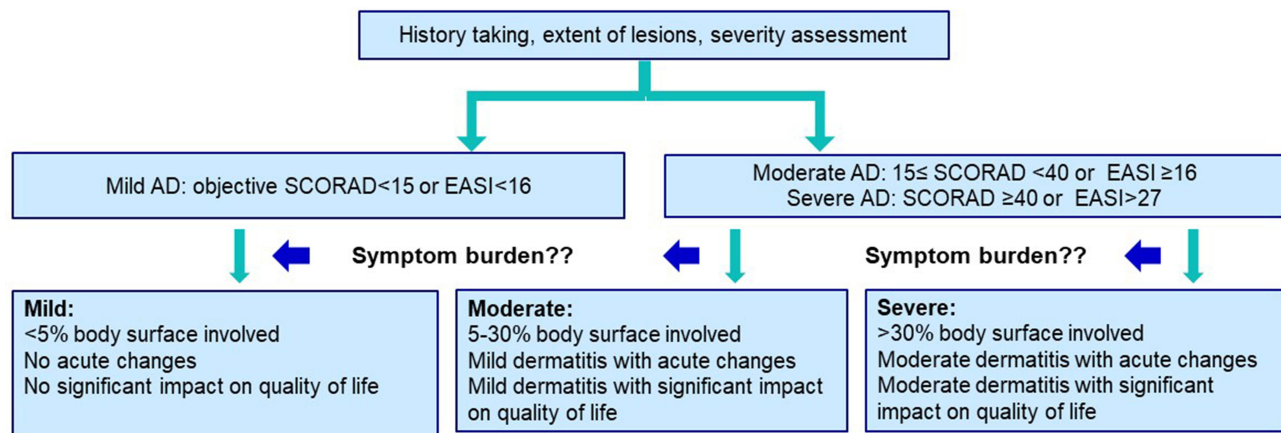 History taking, extent of lesions, severity assessment
Mild AD: objective SCORAD<15 or EASI<16
Moderate AD: 15≤ SCORAD <40 or EASI ≥16
Severe AD: SCORAD ≥40 or EASI>27
Symptom burden??
Symptom burden??
Mild:
<5% body surface involved
No acute changes
No significant impact on quality of life
Moderate:
5-30% body surface involved
Mild dermatitis with acute changes
Mild dermatitis with significant impact
on quality of life
Severe:
>30% body surface involved
Moderate dermatitis with acute changes
Moderate dermatitis with significant
impact on quality of life